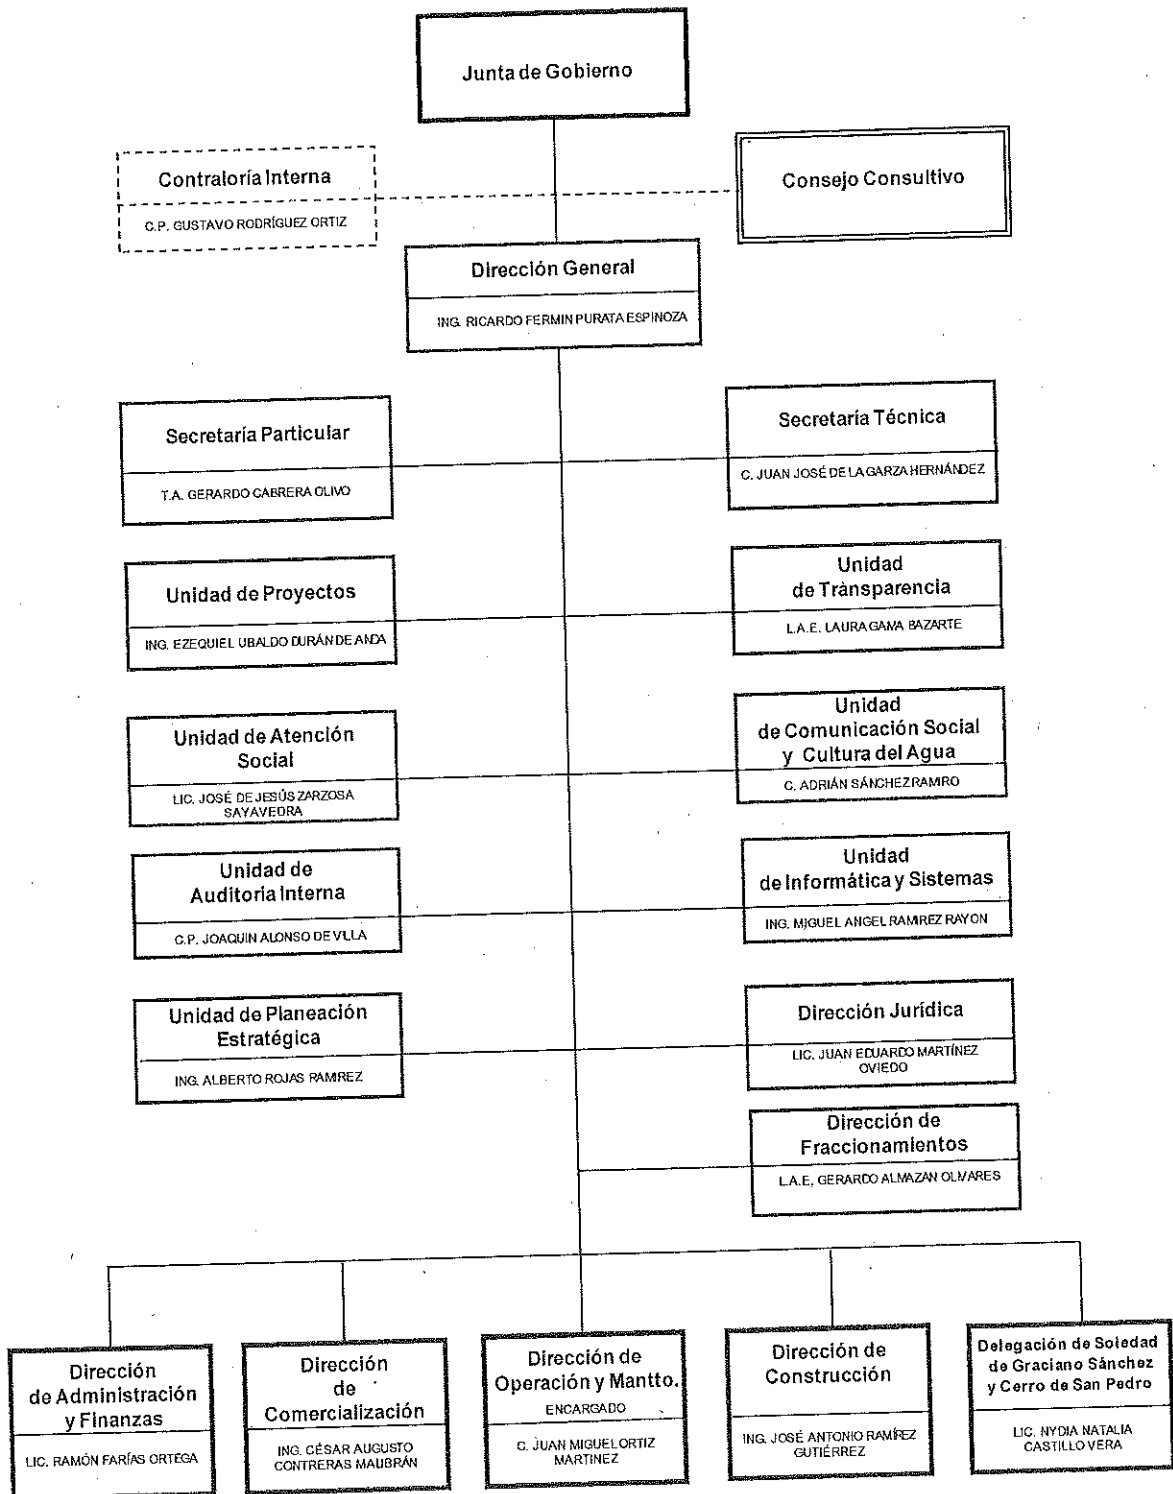 Junta de Gobierno
Contraloría Interna
C.P. GUSTAVO RODRÍGUEZ ORTIZ
Consejo Consultivo
Dirección General
ING. RICARDO FERMIN PURATA ESPINOZA
Secretaría Particular
T.A. GERARDO CABRERA OLIVO
Secretaría Técnica
C. JUAN JOSÉ DE LA GARZA HERNÁNDEZ
Unidad de Proyectos
ING. EZEQUIEL UBALDO DURÁN DE ANDA
Unidad
de Trànsparencia
L.A.E. LAURA GAMA BAZARTE
Unidad de Atención
Social
LIC. JOSÉ DE JESÚS ZARZOSA
SAYAVEDRA
Unidad
de Comunicación Social
y Cultura del Agua
C. ADRIÁN SÁNCHEZ RAMIRO
Unidad de
Auditoria Interna
C.P. JOAQUIN ALONSO DE VILLA
Unidad
de Informática y Sistemas
ING. MIGUEL ANGEL RAMIREZ RAYON
Unidad de Planeación
Estratégica
ING. ALBERTO ROJAS RAMIREZ
Dirección Jurídica
LIC. JUAN EDUARDO MARTÍNEZ
OVIEDO
Dirección de
Fraccionamientos
L.A.E. GERARDO ALMAZAN OLIVARES
Dirección
de Administración
y Finanzas
LIC. RAMÓN FARÍAS ORTEGA
Dirección
de
Comercialización
ING. CÉSAR AUGUSTO
CONTRERAS MAUBRÁN
Dirección de
Operación y Mantto.
ENCARGADO
C. JUAN MIGUEL ORTIZ
MARTINEZ
Dirección de
Construcción
ING. JOSÉ ANTONIO RAMÍREZ
GUTIÉRREZ
Delegación de Soledad
de Graciano Sánchez
y Cerro de San Pedro
LIC. NYDIA NATALIA
CASTILLO VERA